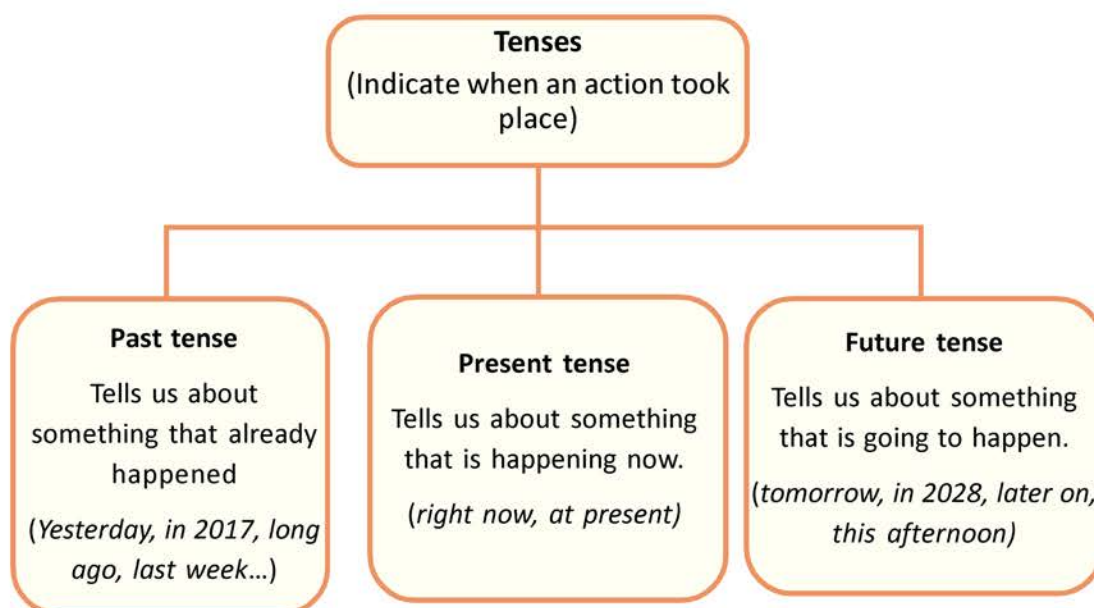 Tenses
(Indicate when an action took
place)
Past tense
Tells us about
something that already
happened
(Yesterday, in 2017, long
ago, last week…)
Present tense
Tells us about something
that is happening now.
(right now, at present)
Future tense
Tells us about something
that is going to happen.
(tomorrow, in 2028, later on,
this afternoon)